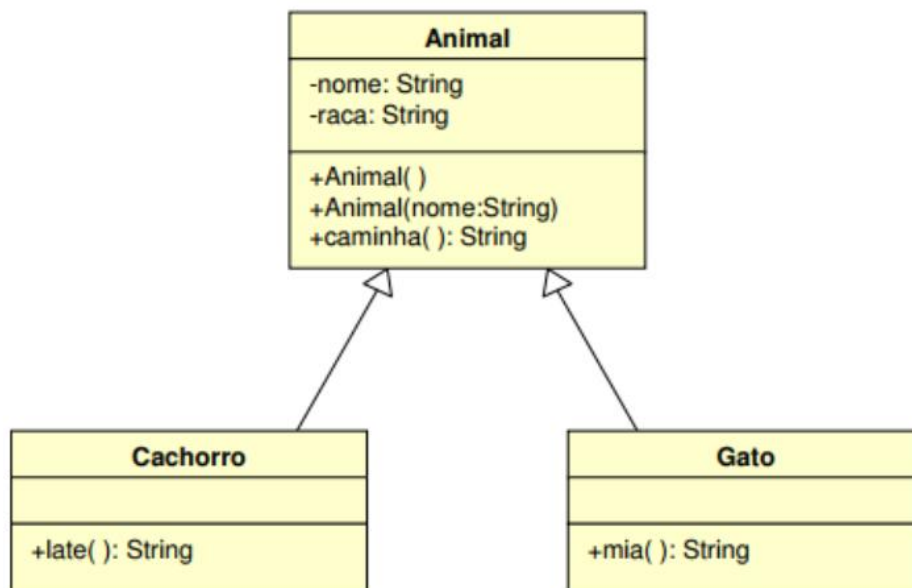 Animal
-nome: String
-raca: String
+Animal( )
+Animal(nome:String)
+caminha( ): String
Cachorro
+late( ): String
Gato
+mia( ): String